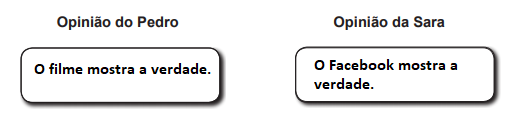 Opinião do Pedro
O filme mostra a verdade.
Opinião da Sara
O Facebook mostra a
verdade.